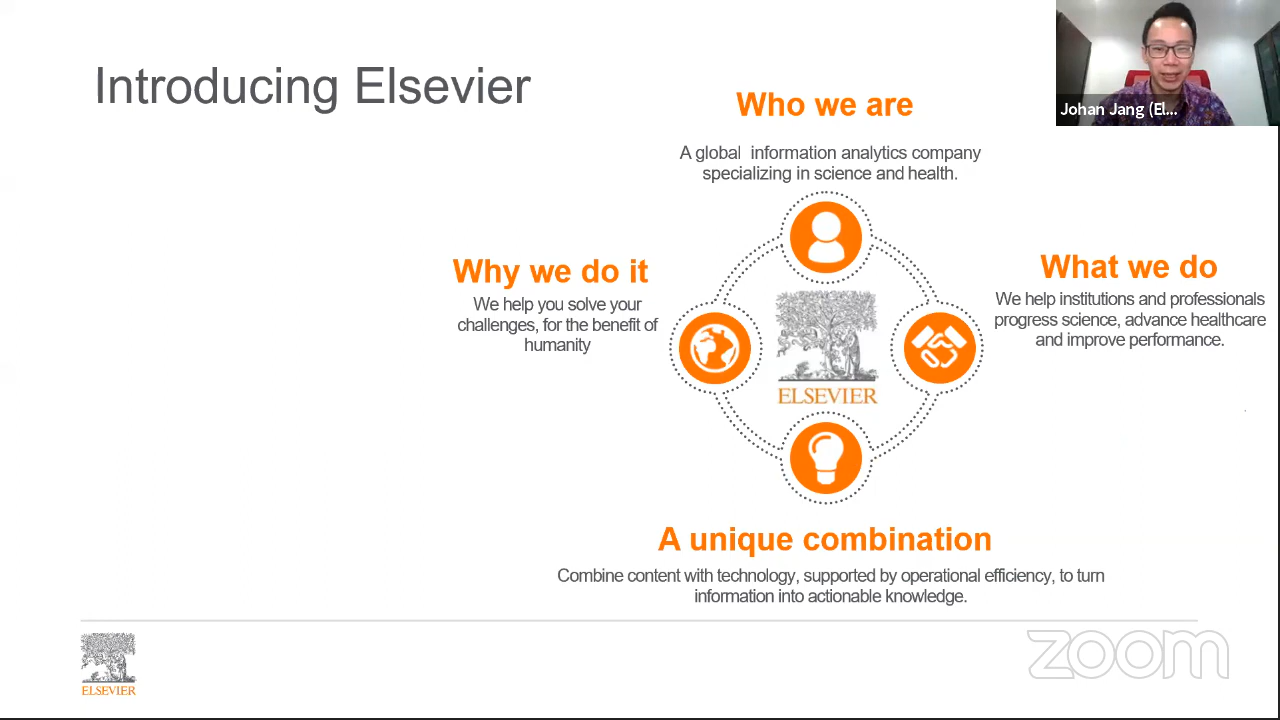 Introducing Elsevier
Johan Jang (El...
Who we are
A global information analytics company
specializing in science and health.
Why we do it
We help you solve your
challenges, for the benefit of
humanity
What we do
We help institutions and professionals
progress science, advance healthcare
and improve performance.
ELSEVIER
A unique combination
Combine content with technology, supported by operational efficiency, to turn
information into actionable knowledge.
ELSEVIER
zoom